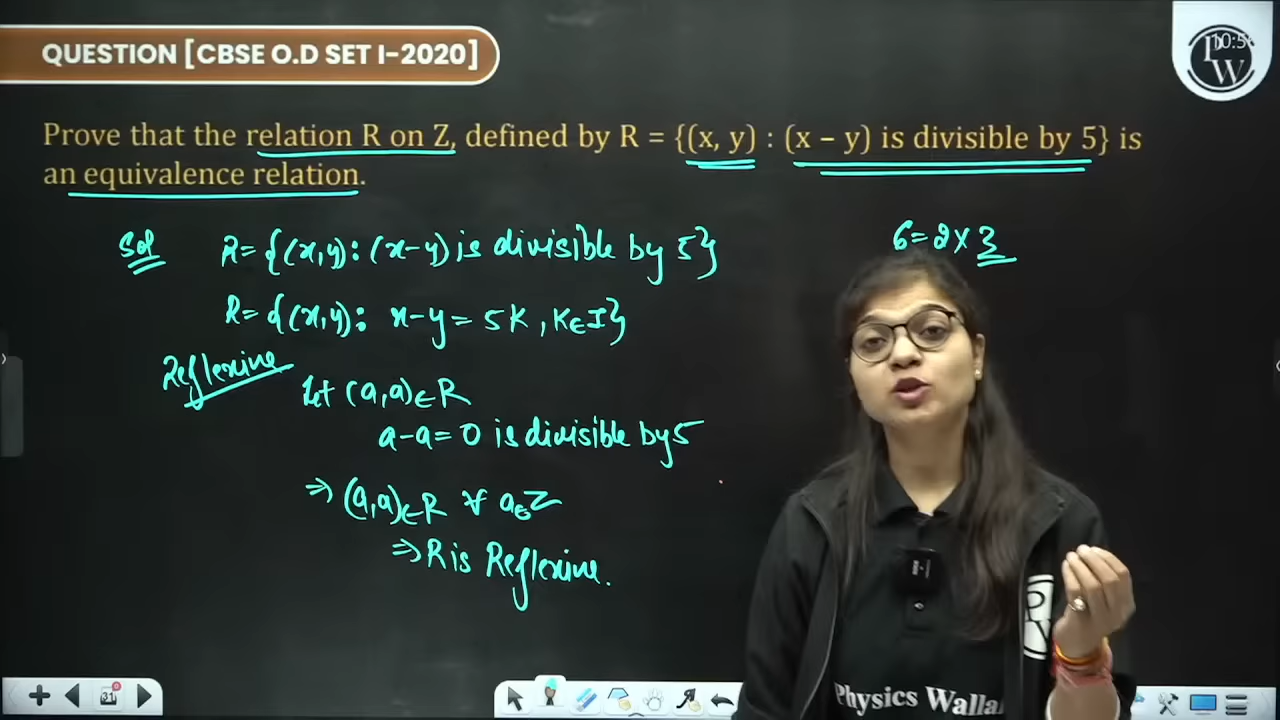 QUESTION [CBSE O.D SET I-2020]
Prove that the relation R on Z, defined by R = {(x, y) : (x – y) is divisible by 5} is
an equivalence relation.
Sol
R={(x,y): (x-y) is divisible by 5}
6=2×3
R={(x,y): x-y=5K, K∈I}
Reflexive
Let (a,a)∈R
a-a=0 is divisible by 5
⇒ (a,a)∈R ∀ a∈Z
⇒ R is Reflexive.
PW
Physics Walla
31